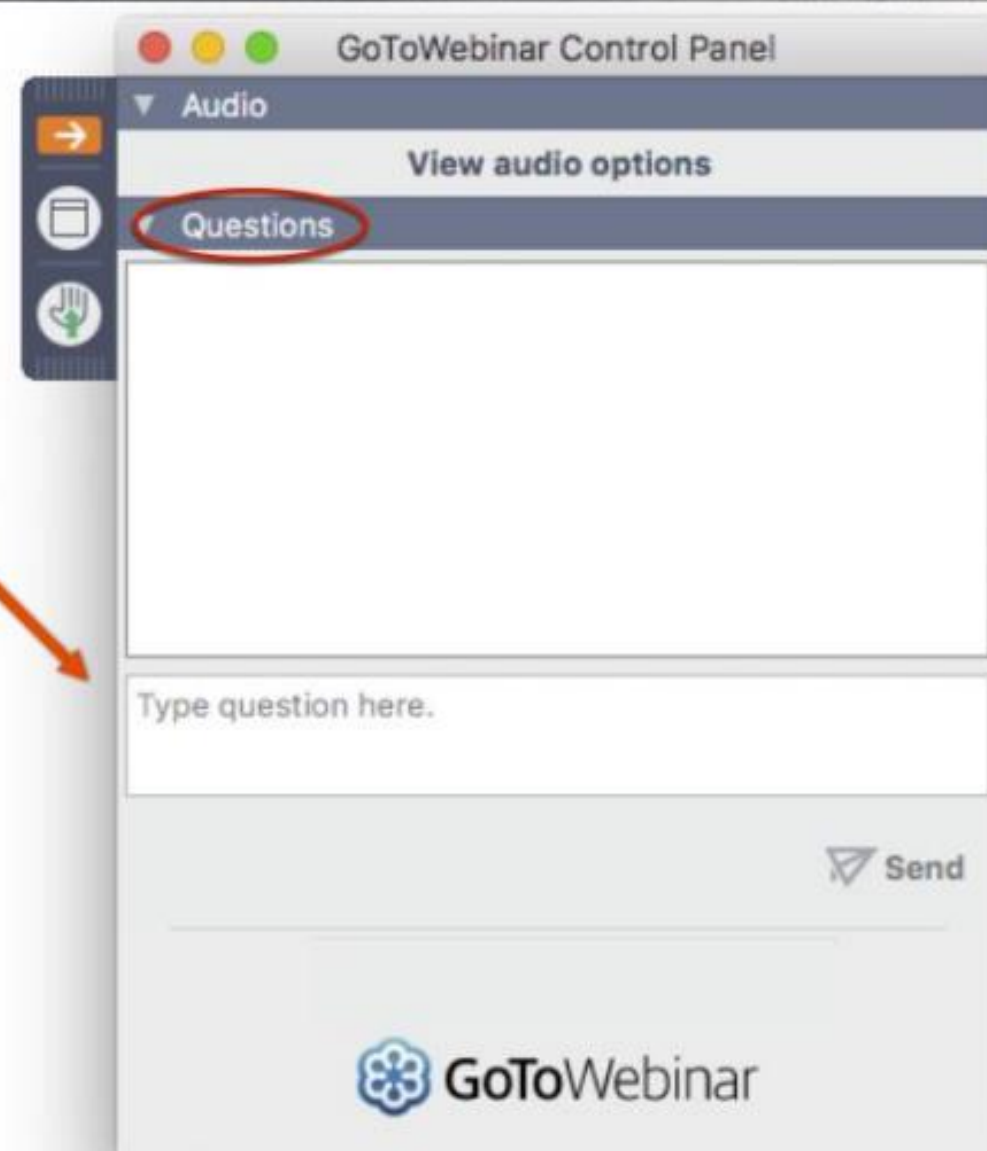 GoToWebinar Control Panel
Audio
View audio options
Questions
Type question here.
Send
GoToWebinar